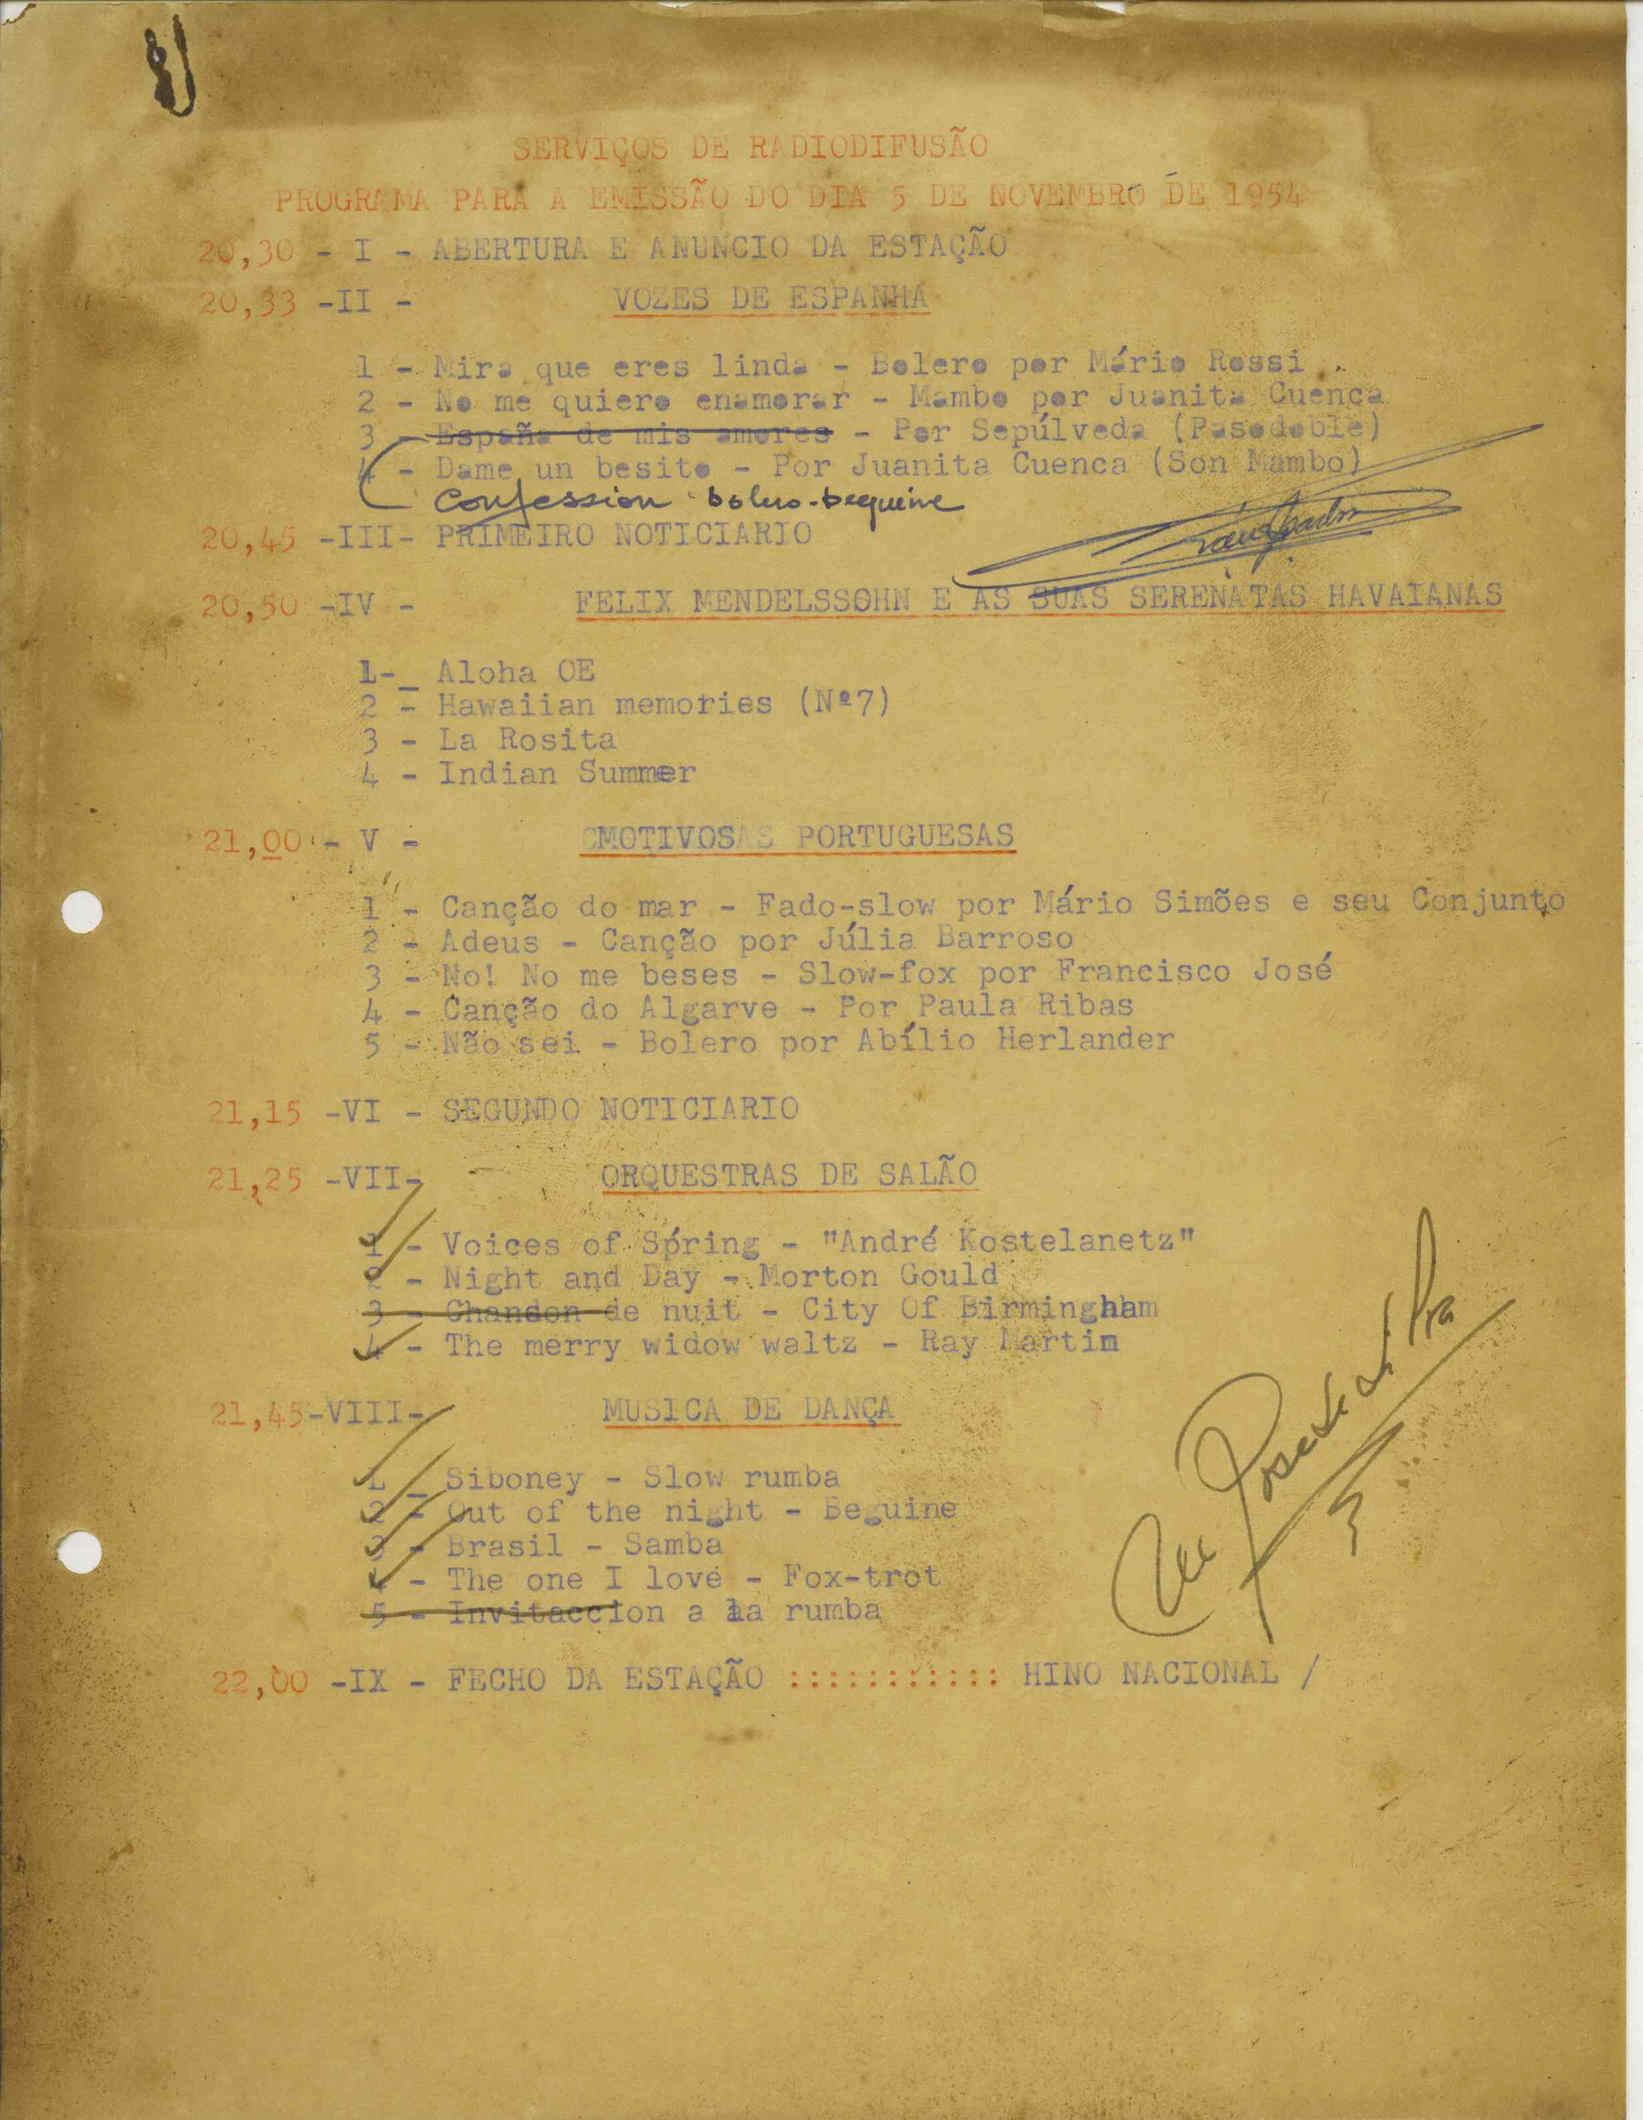 SERVIÇOS DE RADIODIFUSÃO
PROGRAMA PARA A EMISSÃO DO DIA 5 DE NOVEMBRO DE 1954
20,30 - I - ABERTURA E ANUNCIO DA ESTAÇÃO
20,33 -II - VOZES DE ESPANHA
1 - Mira que eres linda - Bolero por Mário Rossi
2 - No me quiero enamorar - Mambo por Juanita Cuenca
3 - España de mis amores - Por Sepúlveda (Pasodoble)
4 - Dame un besito - Por Juanita Cuenca (Son Mambo)
Confession bolero-beguine
20,45 -III- PRIMEIRO NOTICIARIO
20,50 -IV - FELIX MENDELSSOHN E AS SUAS SERENATAS HAVAIANAS
1-_ Aloha OE
2 - Hawaiian memories (Nº7)
3 - La Rosita
4 - Indian Summer
21,00 - V - MOTIVOS PORTUGUESAS
1 - Canção do mar - Fado-slow por Mário Simões e seu Conjunto
2 - Adeus - Canção por Júlia Barroso
3 - No! No me beses - Slow-fox por Francisco José
4 - Canção do Algarve - Por Paula Ribas
5 - Não sei - Bolero por Abílio Herlander
21,15 -VI - SEGUNDO NOTICIARIO
21,25 -VII- ORQUESTRAS DE SALÃO
1 - Voices of Spring - "André Kostelanetz"
2 - Night and Day - Morton Gould
3 - Chanson de nuit - City Of Birmingham
4 - The merry widow waltz - Ray Martin
21,45-VIII- MUSICA DE DANÇA
1 _ Siboney - Slow rumba
2 - Out of the night - Beguine
3 - Brasil - Samba
4 - The one I love - Fox-trot
5 - Invitaccion a la rumba
22,00 -IX - FECHO DA ESTAÇÃO ::::::::::: HINO NACIONAL /